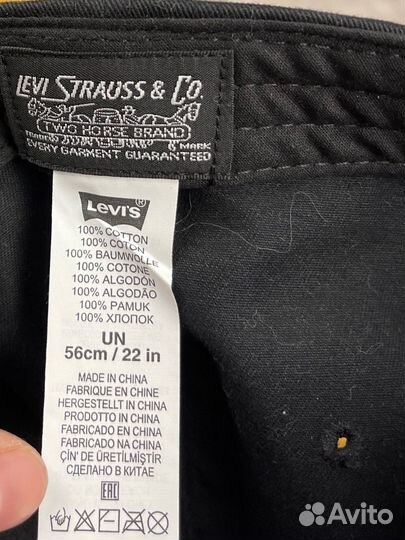 LEVI STRAUSS & CO.
TWO HORSE BRAND
TRADE MARK
EVERY GARMENT GUARANTEED
Levi's ®
100% COTTON
100% COTON
100% BAUMWOLLE
100% COTONE
100% ALGODÓN
100% ALGODÃO
100% PAMUK
100% ХЛОПОК
UN
56cm / 22 in
MADE IN CHINA
FABRIQUE EN CHINE
HERGESTELLT IN CHINA
PRODOTTO IN CHINA
FABRICADO EN CHINA
FABRICADO NA CHINA
ÇİN' DE ÜRETİLMİŞTİR
СДЕЛАНО В КИТАЕ
EAC
Avito